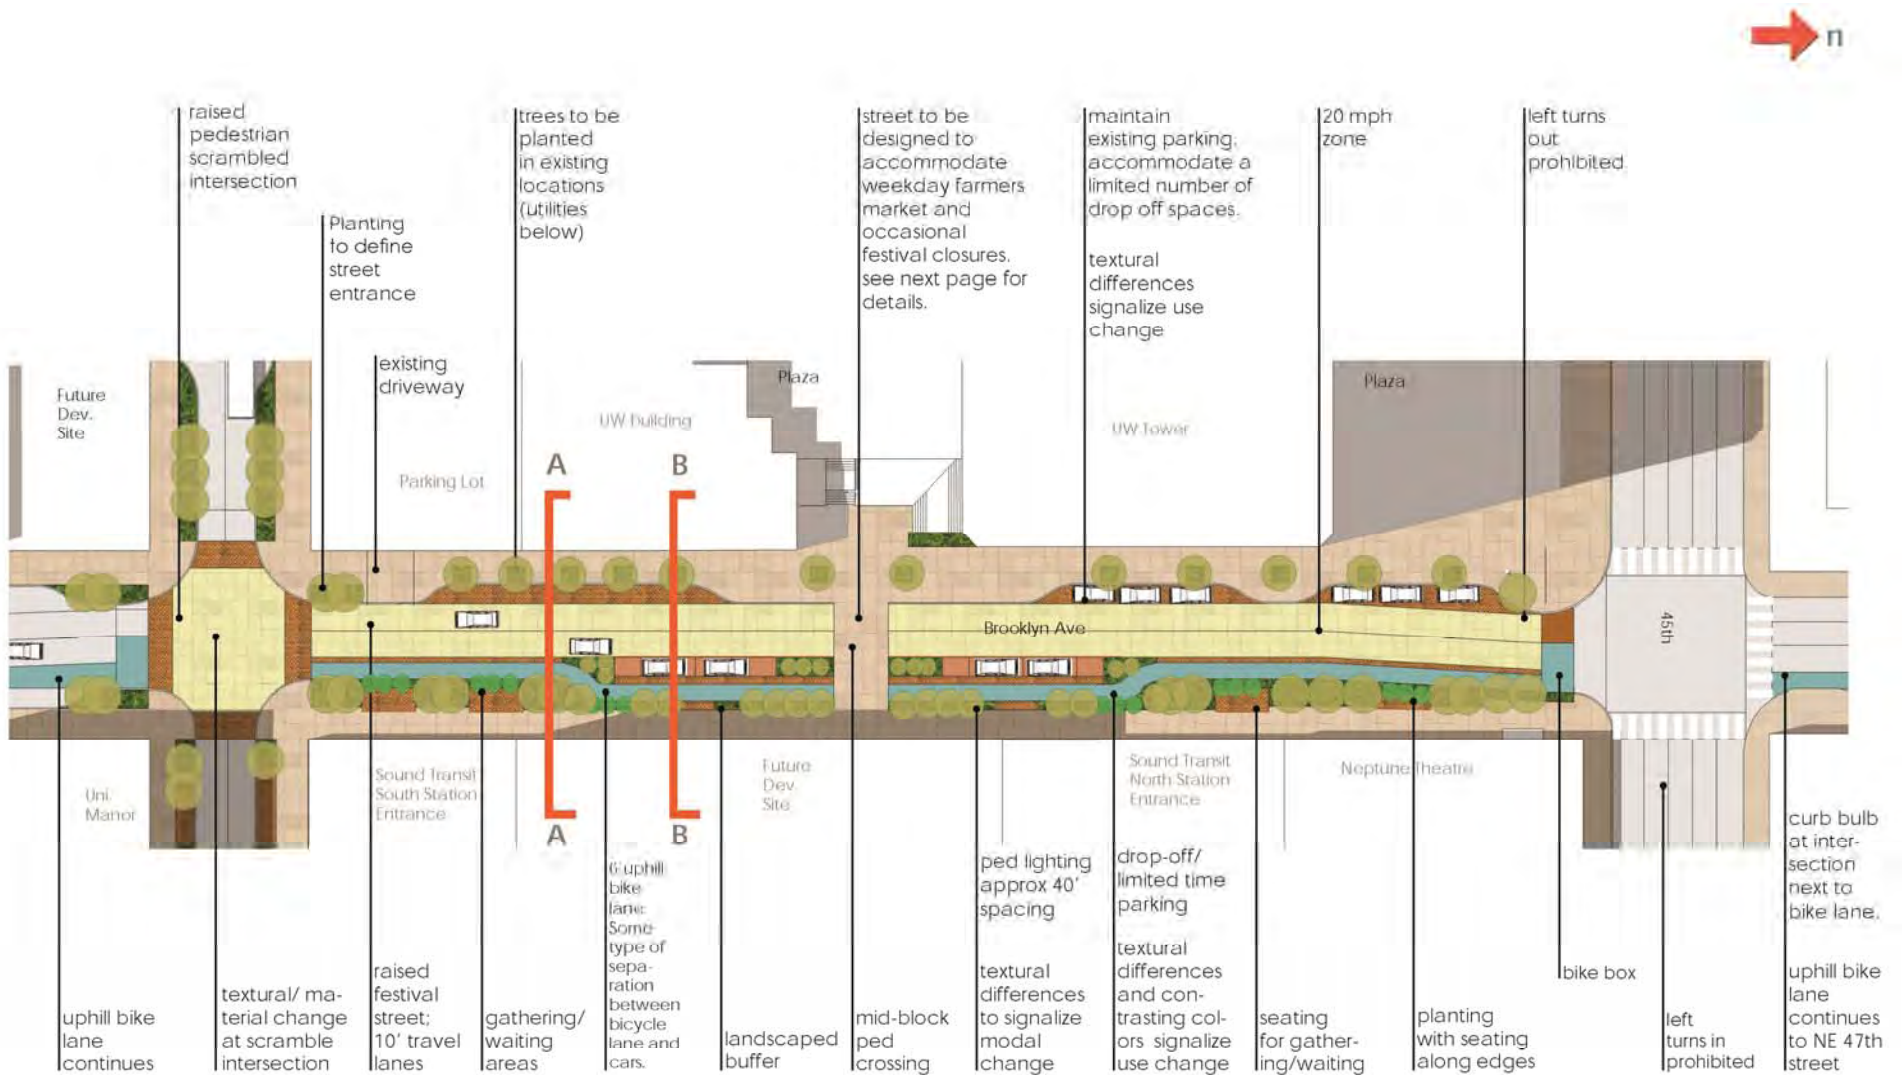 n
raised
pedestrian
scrambled
intersection
Planting
to define
street
entrance
existing
driveway
trees to be
planted
in existing
locations
(utilities
below)
street to be
designed to
accommodate
weekday farmers
market and
occasional
festival closures.
see next page for
details.
maintain
existing parking;
accommodate a
limited number of
drop off spaces.
textural
differences
signalize use
change
20 mph
zone
left turns
out
prohibited
Future
Dev.
Site
Parking Lot
UW Building
Plaza
UW Tower
Plaza
A
B
Brooklyn Ave
45th
Uni.
Manor
Sound Transit
South Station
Entrance
A
B
Future
Dev.
Site
Sound Transit
North Station
Entrance
Neptune Theatre
uphill bike
lane
continues
textural/ ma-
terial change
at scramble
intersection
raised
festival
street;
10' travel
lanes
gathering/
waiting
areas
6' uphill
bike
lane.
Some
type of
sepa-
ration
between
bicycle
lane and
cars.
landscaped
buffer
mid-block
ped
crossing
ped lighting
approx 40'
spacing
textural
differences
to signalize
modal
change
drop-off/
limited time
parking
textural
differences
and con-
trasting col-
ors signalize
use change
seating
for gather-
ing/waiting
planting
with seating
along edges
bike box
left
turns in
prohibited
curb bulb
at inter-
section
next to
bike lane.
uphill bike
lane
continues
to NE 47th
street